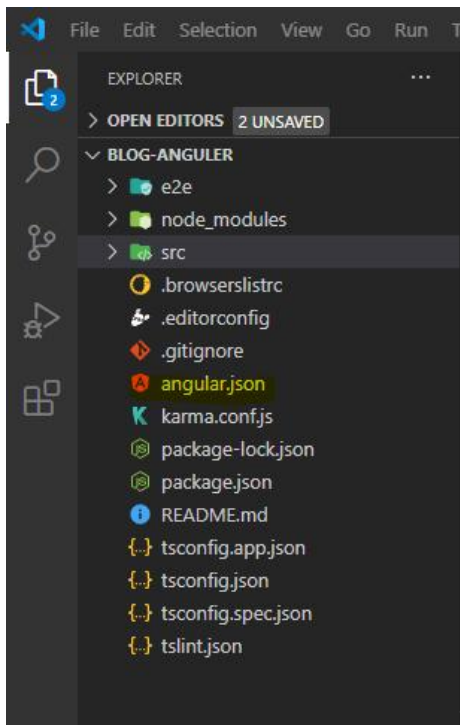 File Edit Selection View Go Run
EXPLORER ...
> OPEN EDITORS 2 UNSAVED
2
BLOG-ANGULER
> e2e
> node_modules
> src
.browserslistrc
.editorconfig
.gitignore
angular.json
karma.conf.js
package-lock.json
package.json
README.md
{..} tsconfig.app.json
{..} tsconfig.json
{..} tsconfig.spec.json
{..} tslint.json